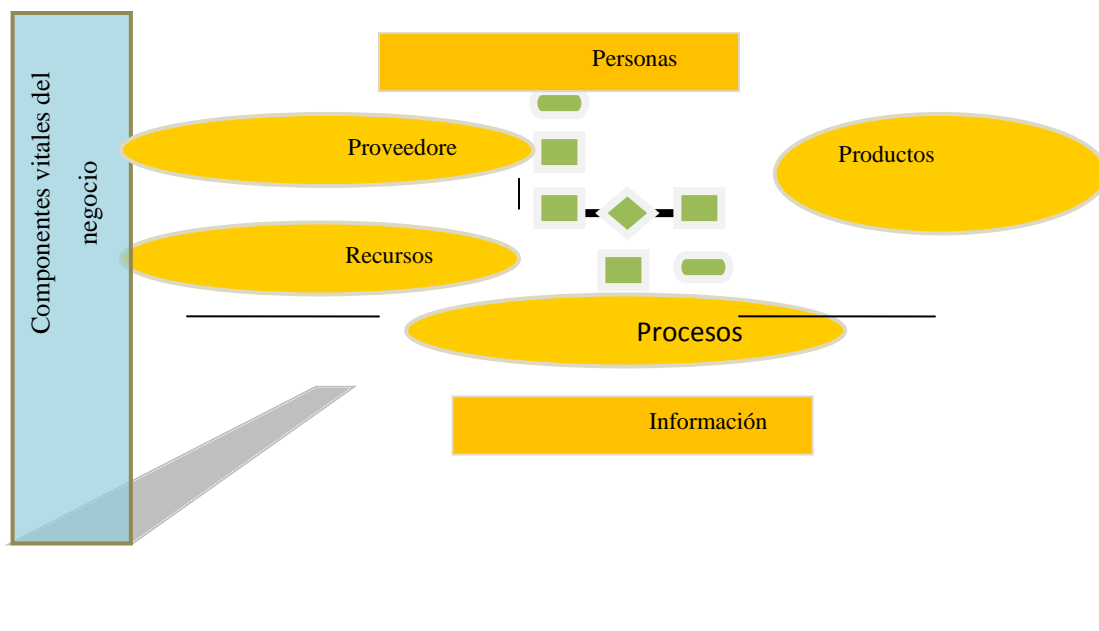 Componentes vitales del
negocio
Personas
Proveedore
Productos
Recursos
Procesos
Información